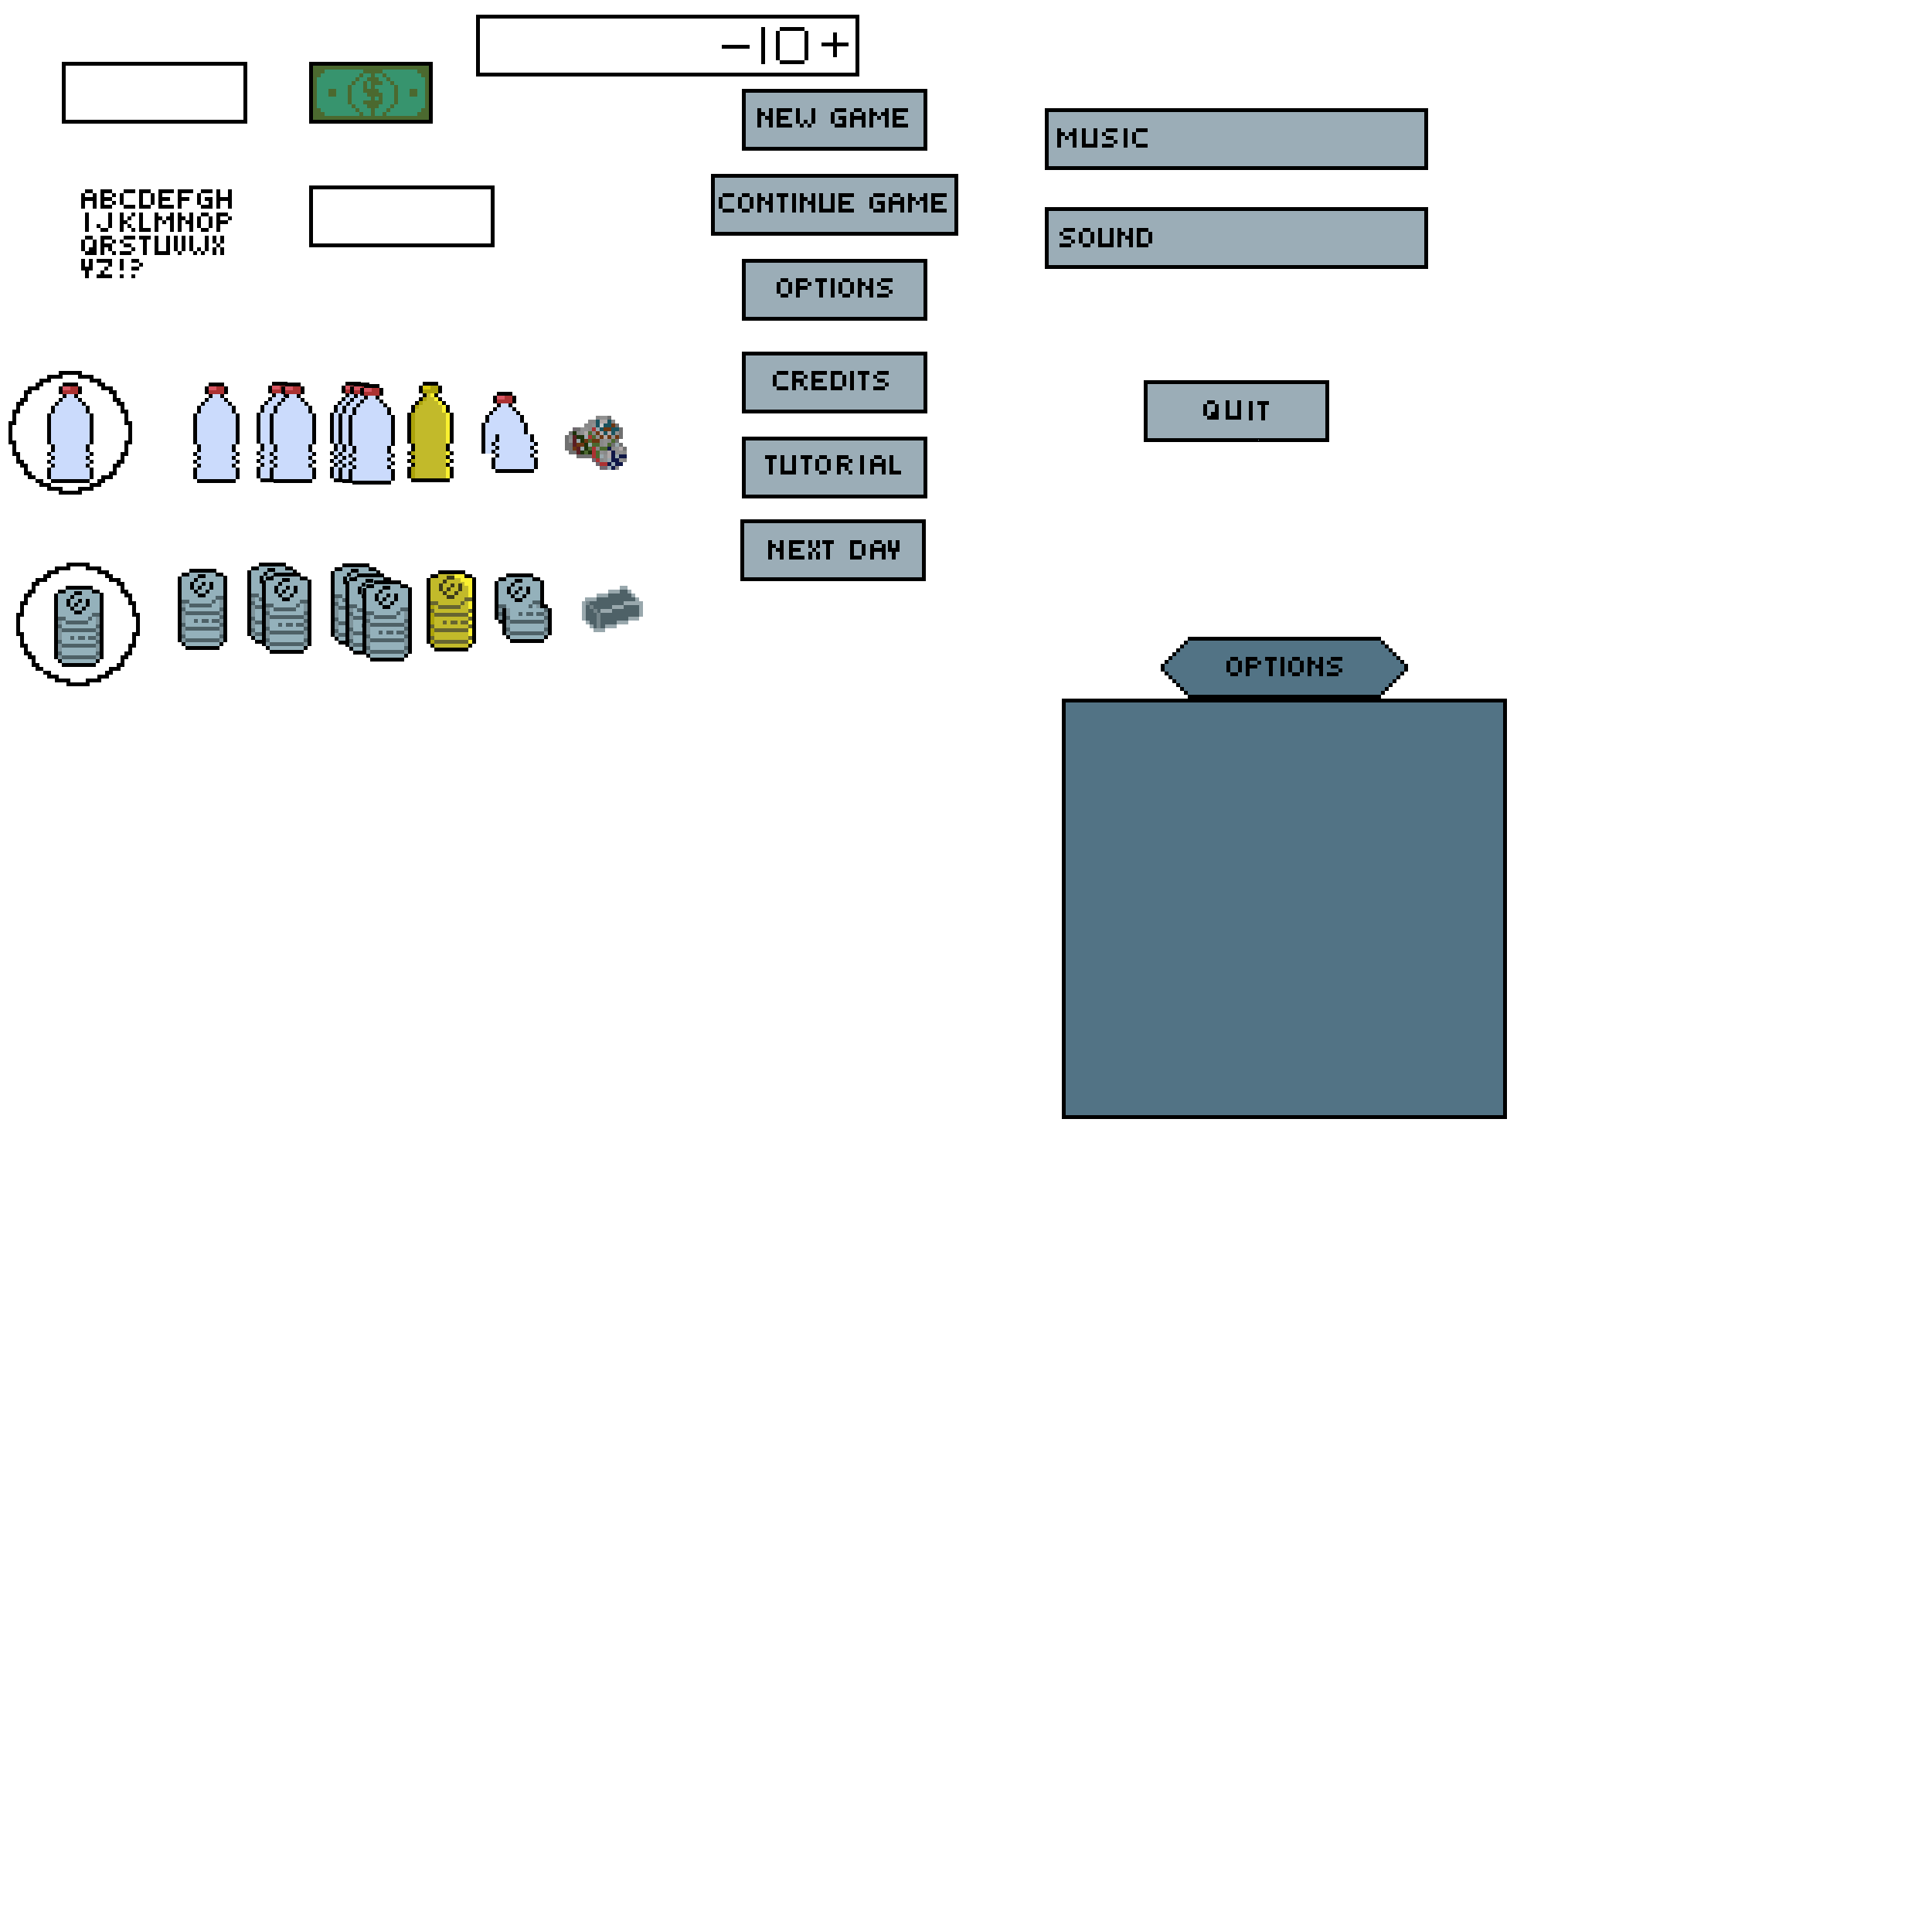 -10+
$
NEW GAME
MUSIC
ABCDEFGH
IJKLMNOP
QRSTUVWX
YZ!?
CONTINUE GAME
SOUND
OPTIONS
CREDITS
QUIT
TUTORIAL
NEXT DAY
OPTIONS